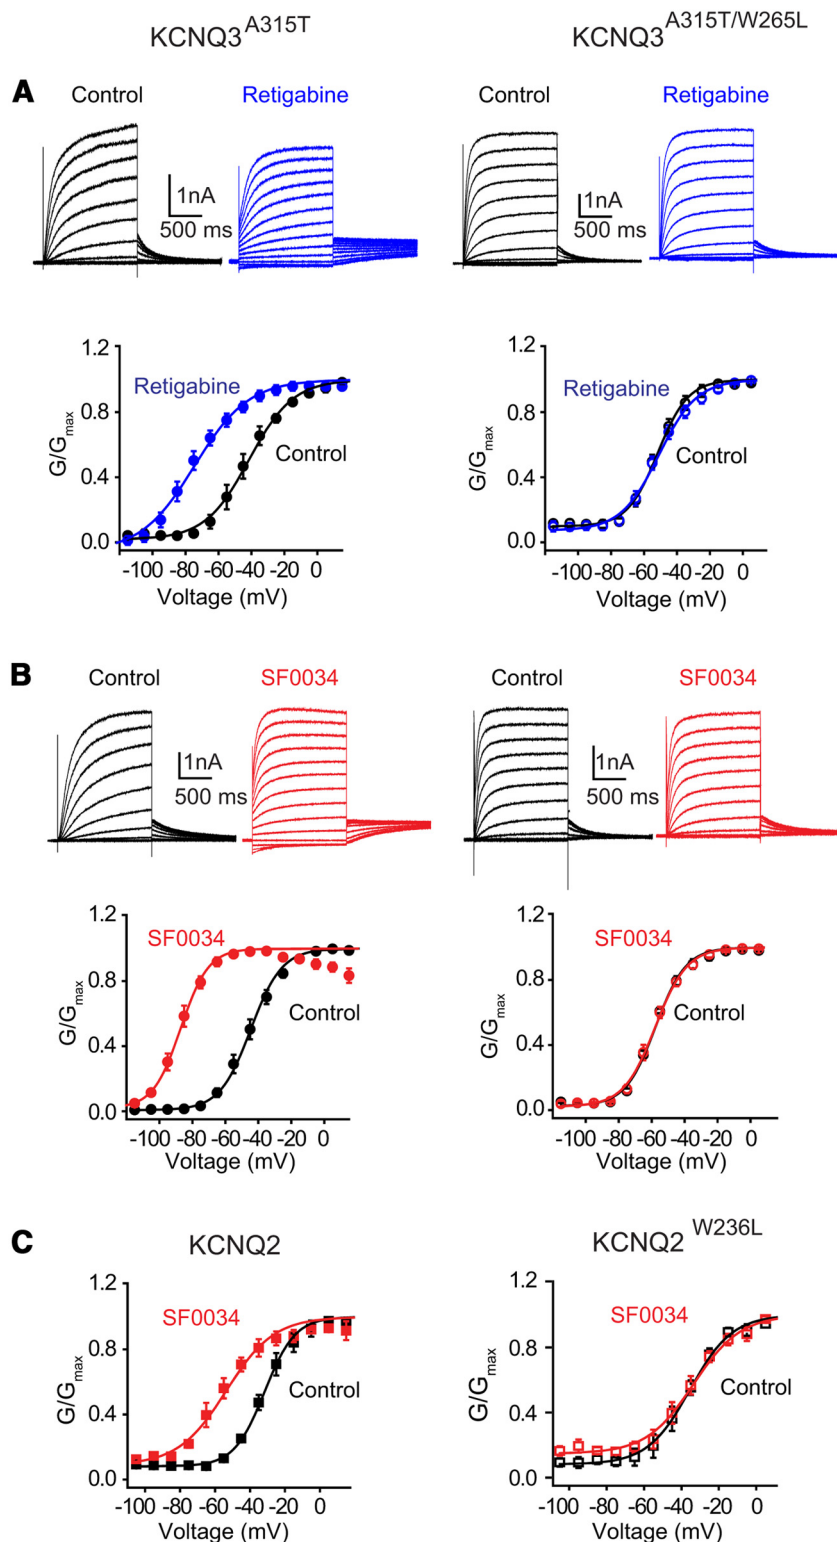 KCNQ3 A315T
KCNQ3 A315T/W265L
A
Control
Retigabine
Control
Retigabine
1nA
500 ms
1nA
500 ms
1.2
0.8
0.4
0.0
G/Gmax
Retigabine
Control
-100 -80 -60 -40 -20 0
Voltage (mV)
1.2
0.8
0.4
0.0
G/Gmax
Retigabine
Control
-100 -80 -60 -40 -20 0
Voltage (mV)
B
Control
SF0034
Control
SF0034
1nA
500 ms
1nA
500 ms
1.2
0.8
0.4
0.0
G/Gmax
SF0034
Control
-100 -80 -60 -40 -20 0
Voltage (mV)
1.2
0.8
0.4
0.0
G/Gmax
SF0034
Control
-100 -80 -60 -40 -20 0
Voltage (mV)
C
KCNQ2
KCNQ2 W236L
1.2
0.8
0.4
0.0
G/Gmax
SF0034
Control
-100 -80 -60 -40 -20 0
Voltage (mV)
1.2
0.8
0.4
0.0
G/Gmax
SF0034
Control
-100 -80 -60 -40 -20 0
Voltage (mV)